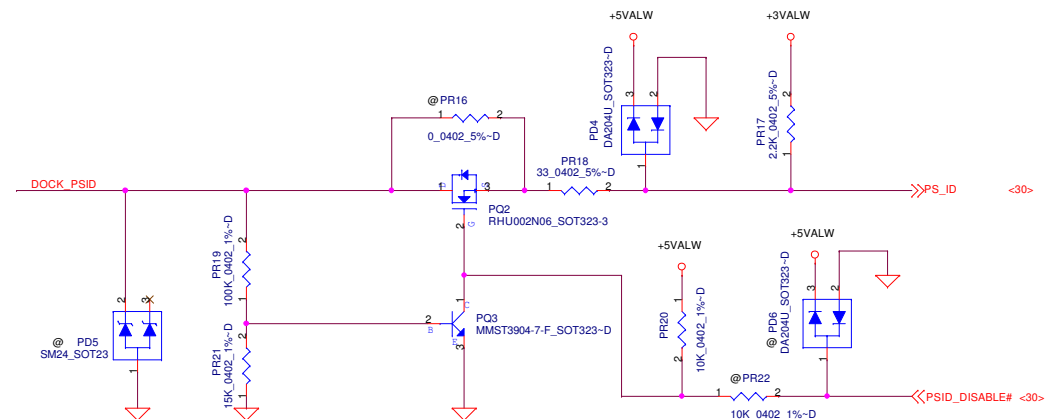 +5VALW
+3VALW
@PR16
1
2
0_0402_5%~D
3
2
PD4
DA204U_SOT323~D
1
2
PR17
2.2K_0402_5%~D
1
DOCK_PSID
D
1
S
3
PR18
33_0402_5%~D
1
2
PS_ID
<30>
2
G
PQ2
RHU002N06_SOT323-3
2
PR19
100K_0402_1%~D
1
+5VALW
+5VALW
2
3
@ PD5
SM24_SOT23
1
2
PR21
15K_0402_1%~D
1
2
B
1
C
PQ3
MMST3904-7-F_SOT323~D
E
3
1
PR20
10K_0402_1%~D
2
3
2
@PD6
DA204U_SOT323~D
1
@PR22
1
2
10K_0402_1%~D
PSID_DISABLE#
<30>